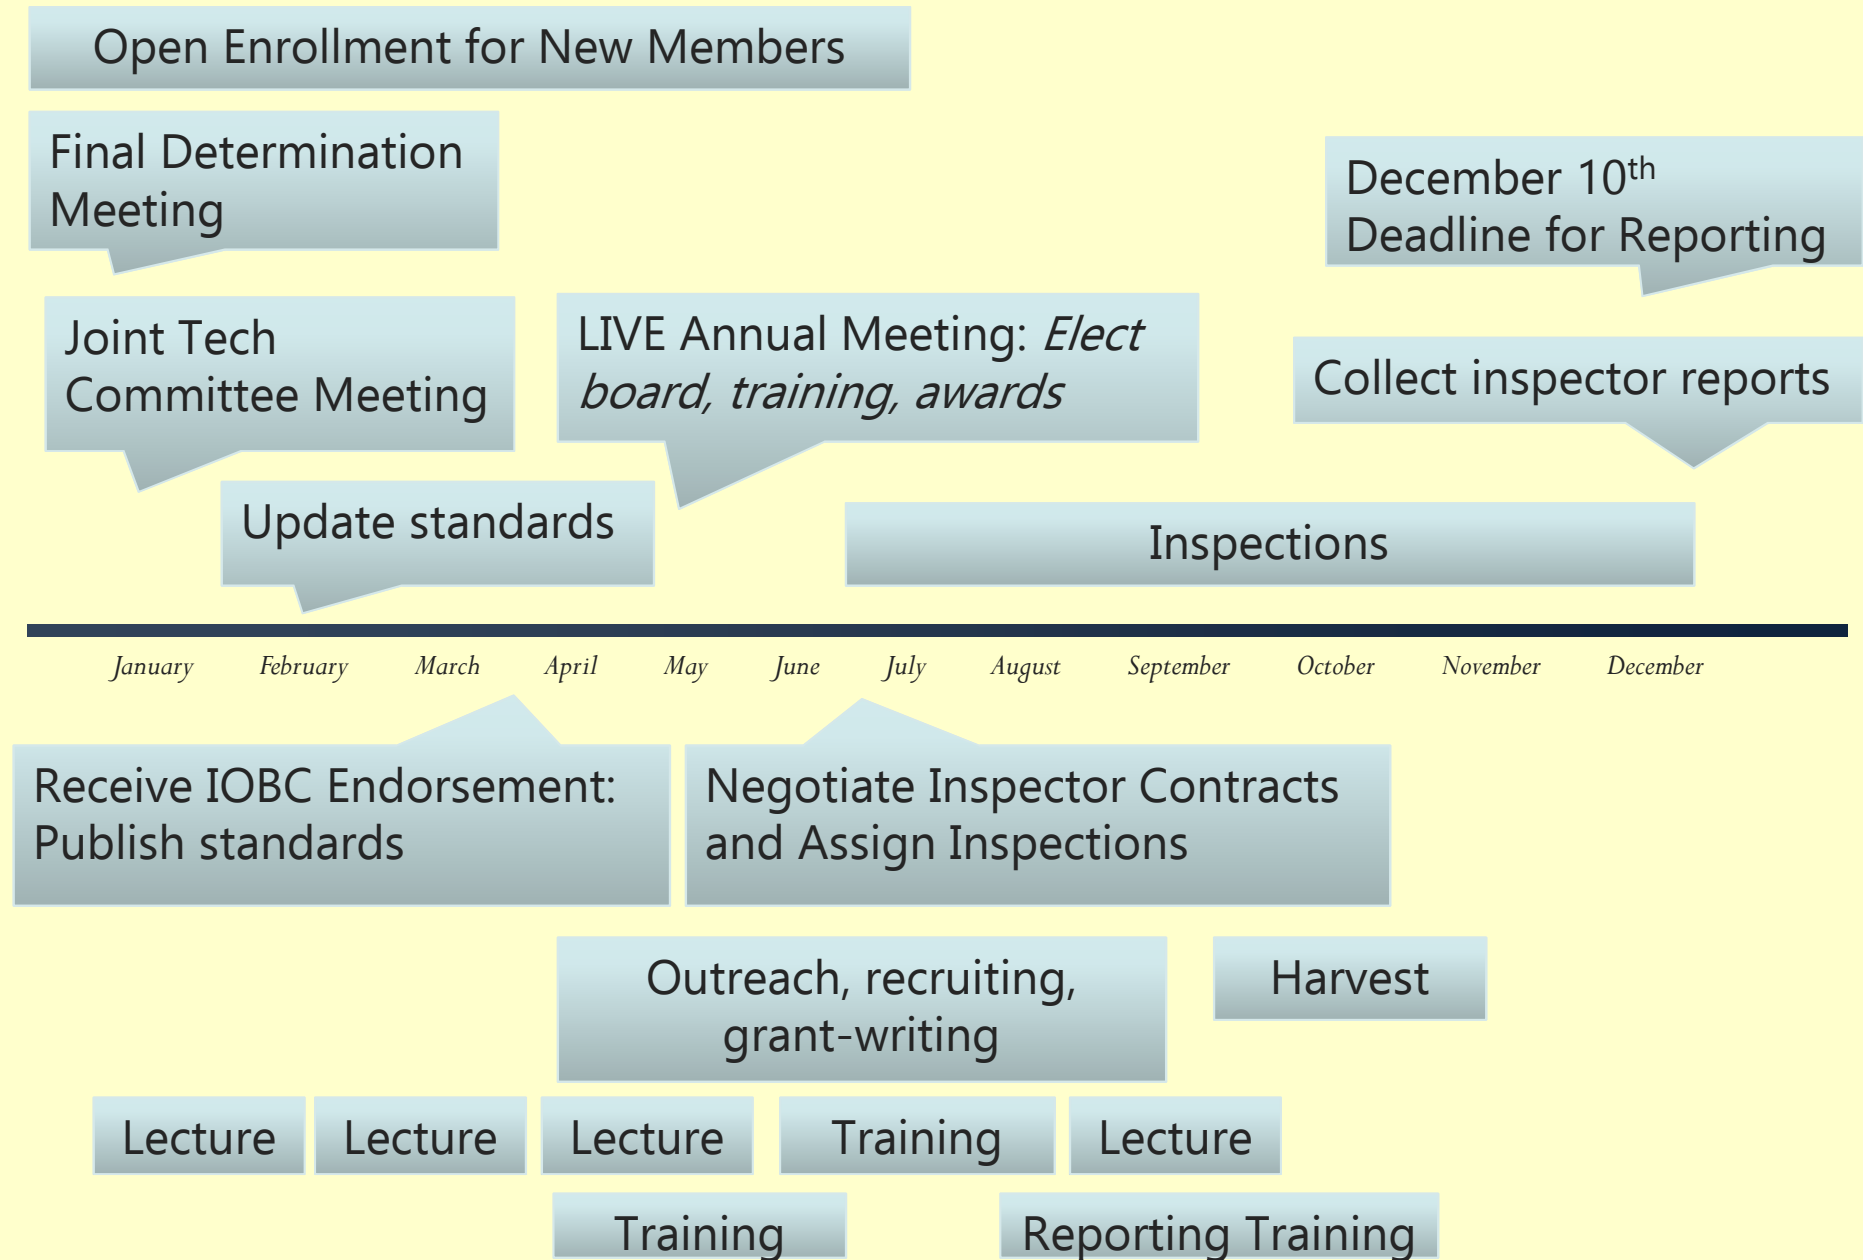 Open Enrollment for New Members
Final Determination
Meeting
December 10th
Deadline for Reporting
Joint Tech
Committee Meeting
LIVE Annual Meeting: Elect
board, training, awards
Collect inspector reports
Update standards
Inspections
January February March April May June July August September October November December
Receive IOBC Endorsement:
Publish standards
Negotiate Inspector Contracts
and Assign Inspections
Outreach, recruiting,
grant-writing
Harvest
Lecture Lecture Lecture Training Lecture
Training Reporting Training